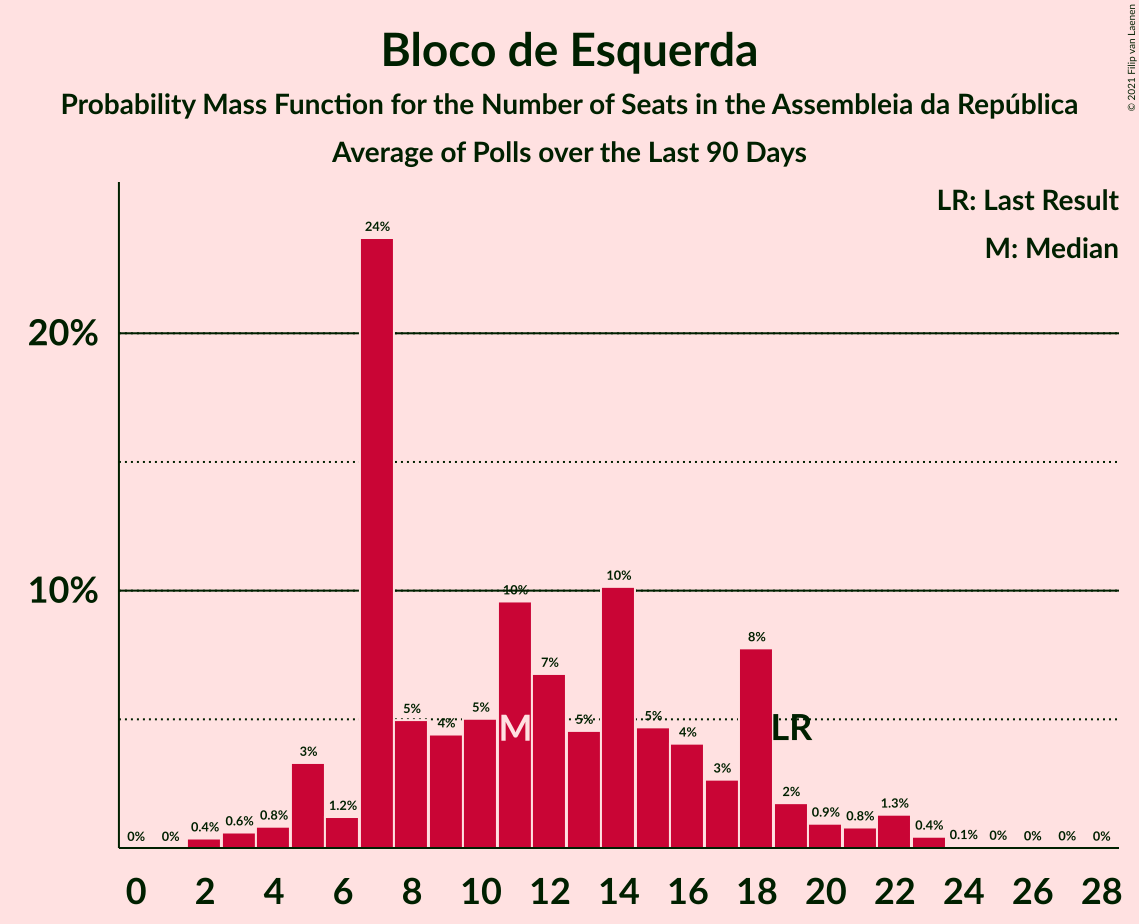 Bloco de Esquerda
Probability Mass Function for the Number of Seats in the Assembleia da República
Average of Polls over the Last 90 Days
© 2021 Filip van Laenen
LR: Last Result
M: Median
20%
10%
0% 0% 0.4% 0.6% 0.8% 3% 1.2% 24% 5% 4% 5% 10% 7% 5% 10% 5% 4% 3% 8% 2% 0.9% 0.8% 1.3% 0.4% 0.1% 0% 0% 0% 0%
M LR
0 2 4 6 8 10 12 14 16 18 20 22 24 26 28